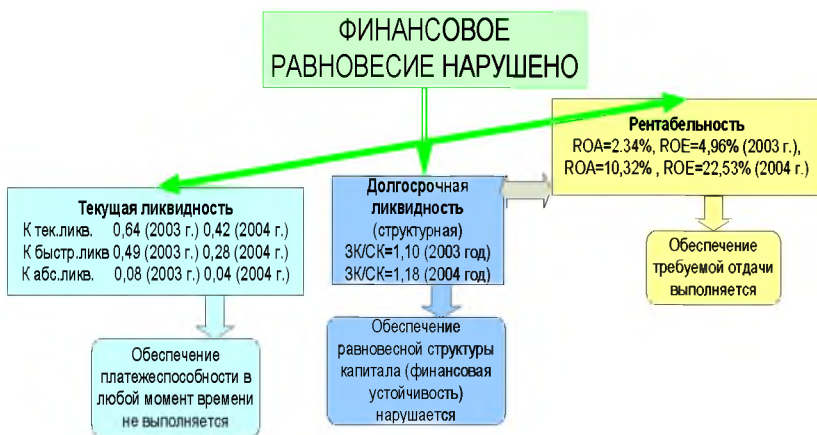 ФИНАНСОВОЕ
РАВНОВЕСИЕ НАРУШЕНО
Рентабельность
ROA=2.34%, ROE=4,96% (2003 г.),
ROA=10,32% , ROE=22,53% (2004 г.)
Текущая ликвидность
К тек.ликв. 0,64 (2003 г.) 0,42 (2004 г.)
К быстр.ликв 0,49 (2003 г.) 0,28 (2004 г.)
К абс.ликв. 0,08 (2003 г.) 0,04 (2004 г.)
Долгосрочная
ликвидность
(структурная)
ЗК/СК=1,10 (2003 год)
ЗК/СК=1,18 (2004 год)
Обеспечение
требуемой отдачи
выполняется
Обеспечение
платежеспособности в
любой момент времени
не выполняется
Обеспечение
равновесной структуры
капитала (финансовая
устойчивость)
нарушается